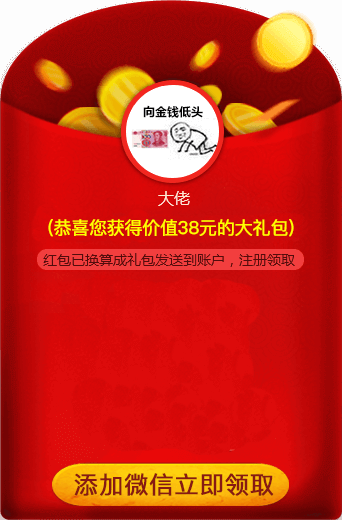 向金钱低头
大佬
(恭喜您获得价值38元的大礼包)
红包已换算成礼包发送到账户，注册领取
添加微信立即领取